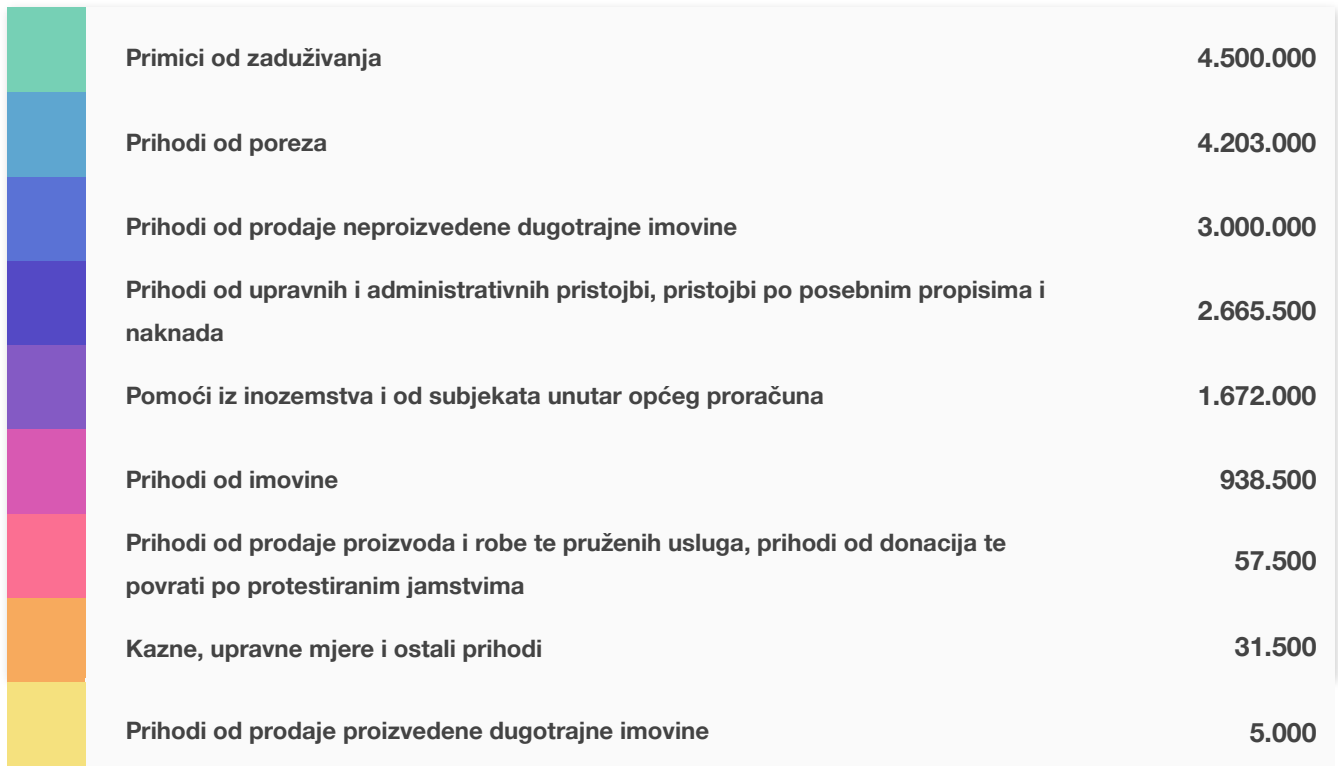 Primici od zaduživanja 4.500.000
Prihodi od poreza 4.203.000
Prihodi od prodaje neproizvedene dugotrajne imovine 3.000.000
Prihodi od upravnih i administrativnih pristojbi, pristojbi po posebnim propisima i
naknada 2.665.500
Pomoći iz inozemstva i od subjekata unutar općeg proračuna 1.672.000
Prihodi od imovine 938.500
Prihodi od prodaje proizvoda i robe te pruženih usluga, prihodi od donacija te
povrati po protestiranim jamstvima 57.500
Kazne, upravne mjere i ostali prihodi 31.500
Prihodi od prodaje proizvedene dugotrajne imovine 5.000